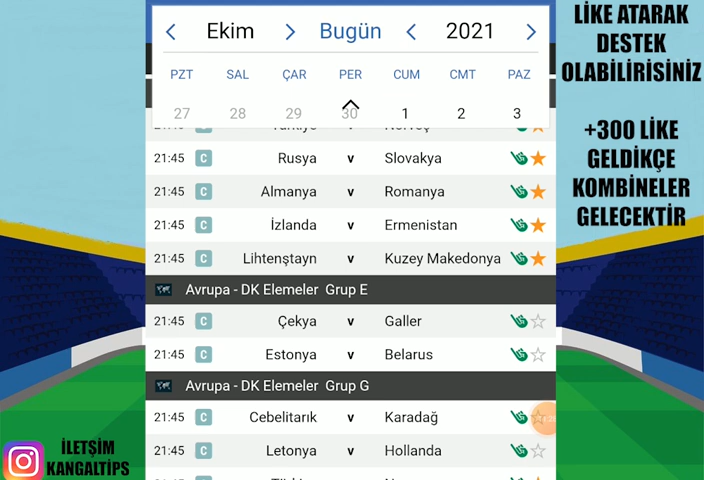 Ekim Bugün 2021
PZT SAL ÇAR PER CUM CMT PAZ
27 28 29 30 1 2 3
21:45 C Rusya v Slovakya
21:45 C Almanya v Romanya
21:45 C İzlanda v Ermenistan
21:45 C Lihtenştayn v Kuzey Makedonya
Avrupa - DK Elemeler Grup E
21:45 C Çekya v Galler
21:45 C Estonya v Belarus
Avrupa - DK Elemeler Grup G
21:45 C Cebelitarık v Karadağ
21:45 C Letonya v Hollanda
LİKE ATARAK
DESTEK
OLABİLİRİSİNİZ
+300 LİKE
GELDİKÇE
KOMBİNELER
GELECEKTİR
İLETŞİM
KANGALTİPS